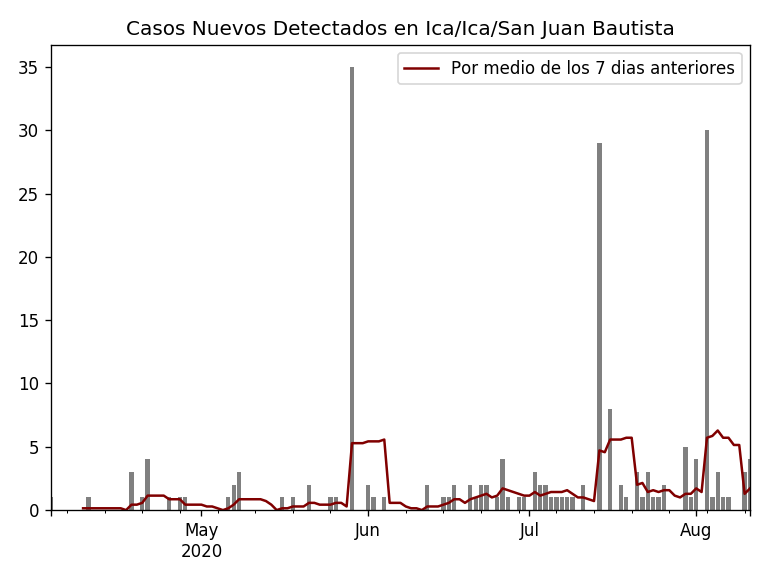 Casos Nuevos Detectados en Ica/Ica/San Juan Bautista
Por medio de los 7 dias anteriores
35
30
25
20
15
10
5
0
May
2020
Jun
Jul
Aug